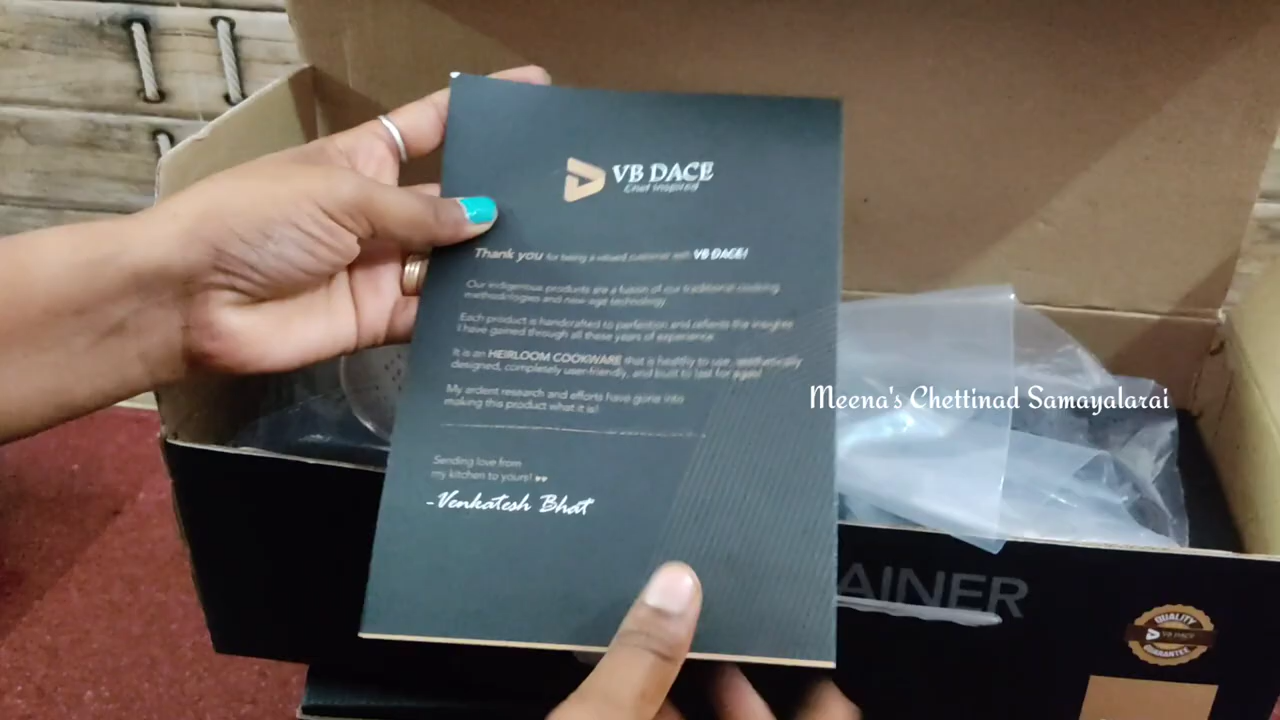 VB DACE
Chef Inspired
Thank you for being a valued customer with VB DACE!
Our indigenous products are a fusion of our traditional cooking
methodologies and new age technology.
Each product is handcrafted to perfection and reflects the insights
I have gained through all these years of experience.
It is an HEIRLOOM COOKWARE that is healthy to use, aesthetically
designed, completely user-friendly, and built to last for ages!
My ardent research and efforts have gone into
making this product what it is!
Sending love from
my kitchen to yours! ♥♥
-Venkatesh Bhat
Meena's Chettinad Samayalarai
AINER
QUALITY
VB DACE
GUARANTEE